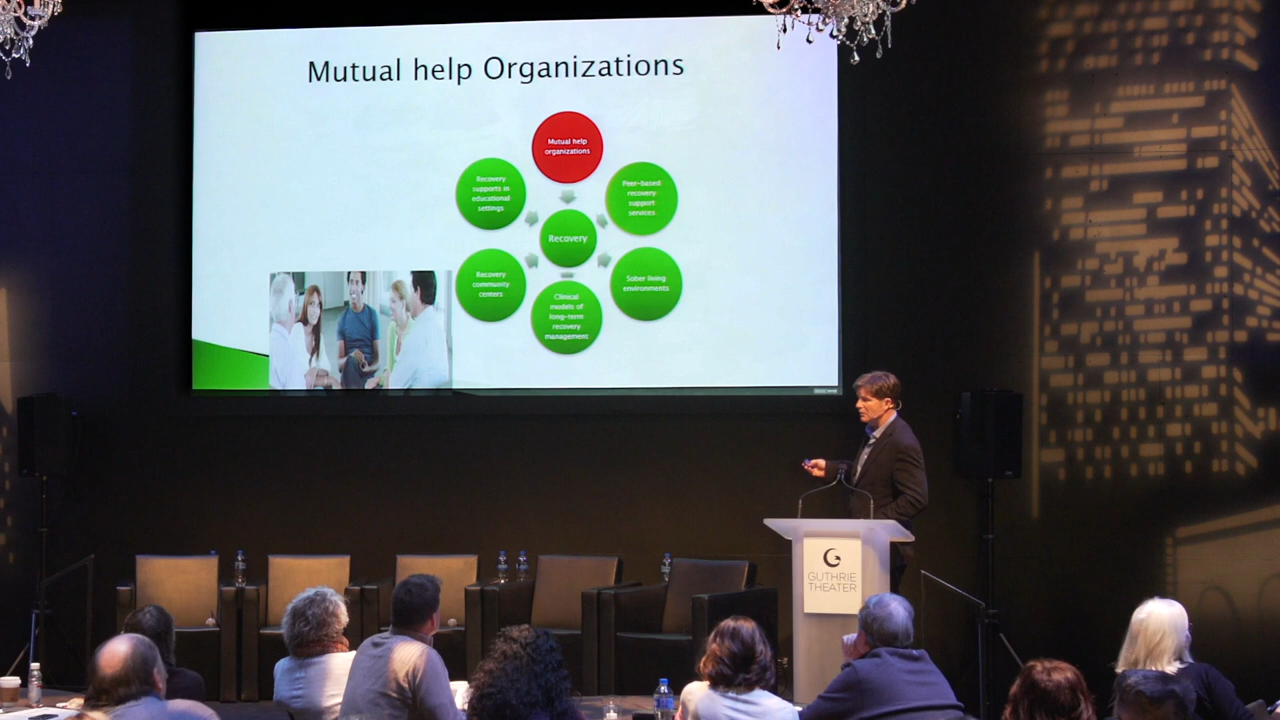 Mutual help Organizations
Mutual help
organizations
Recovery
supports in
educational
settings
Peer-based
recovery
support
services
Recovery
Recovery
community
centers
Sober living
environments
Clinical
models of
long-term
recovery
management
GUTHRIE
THEATER